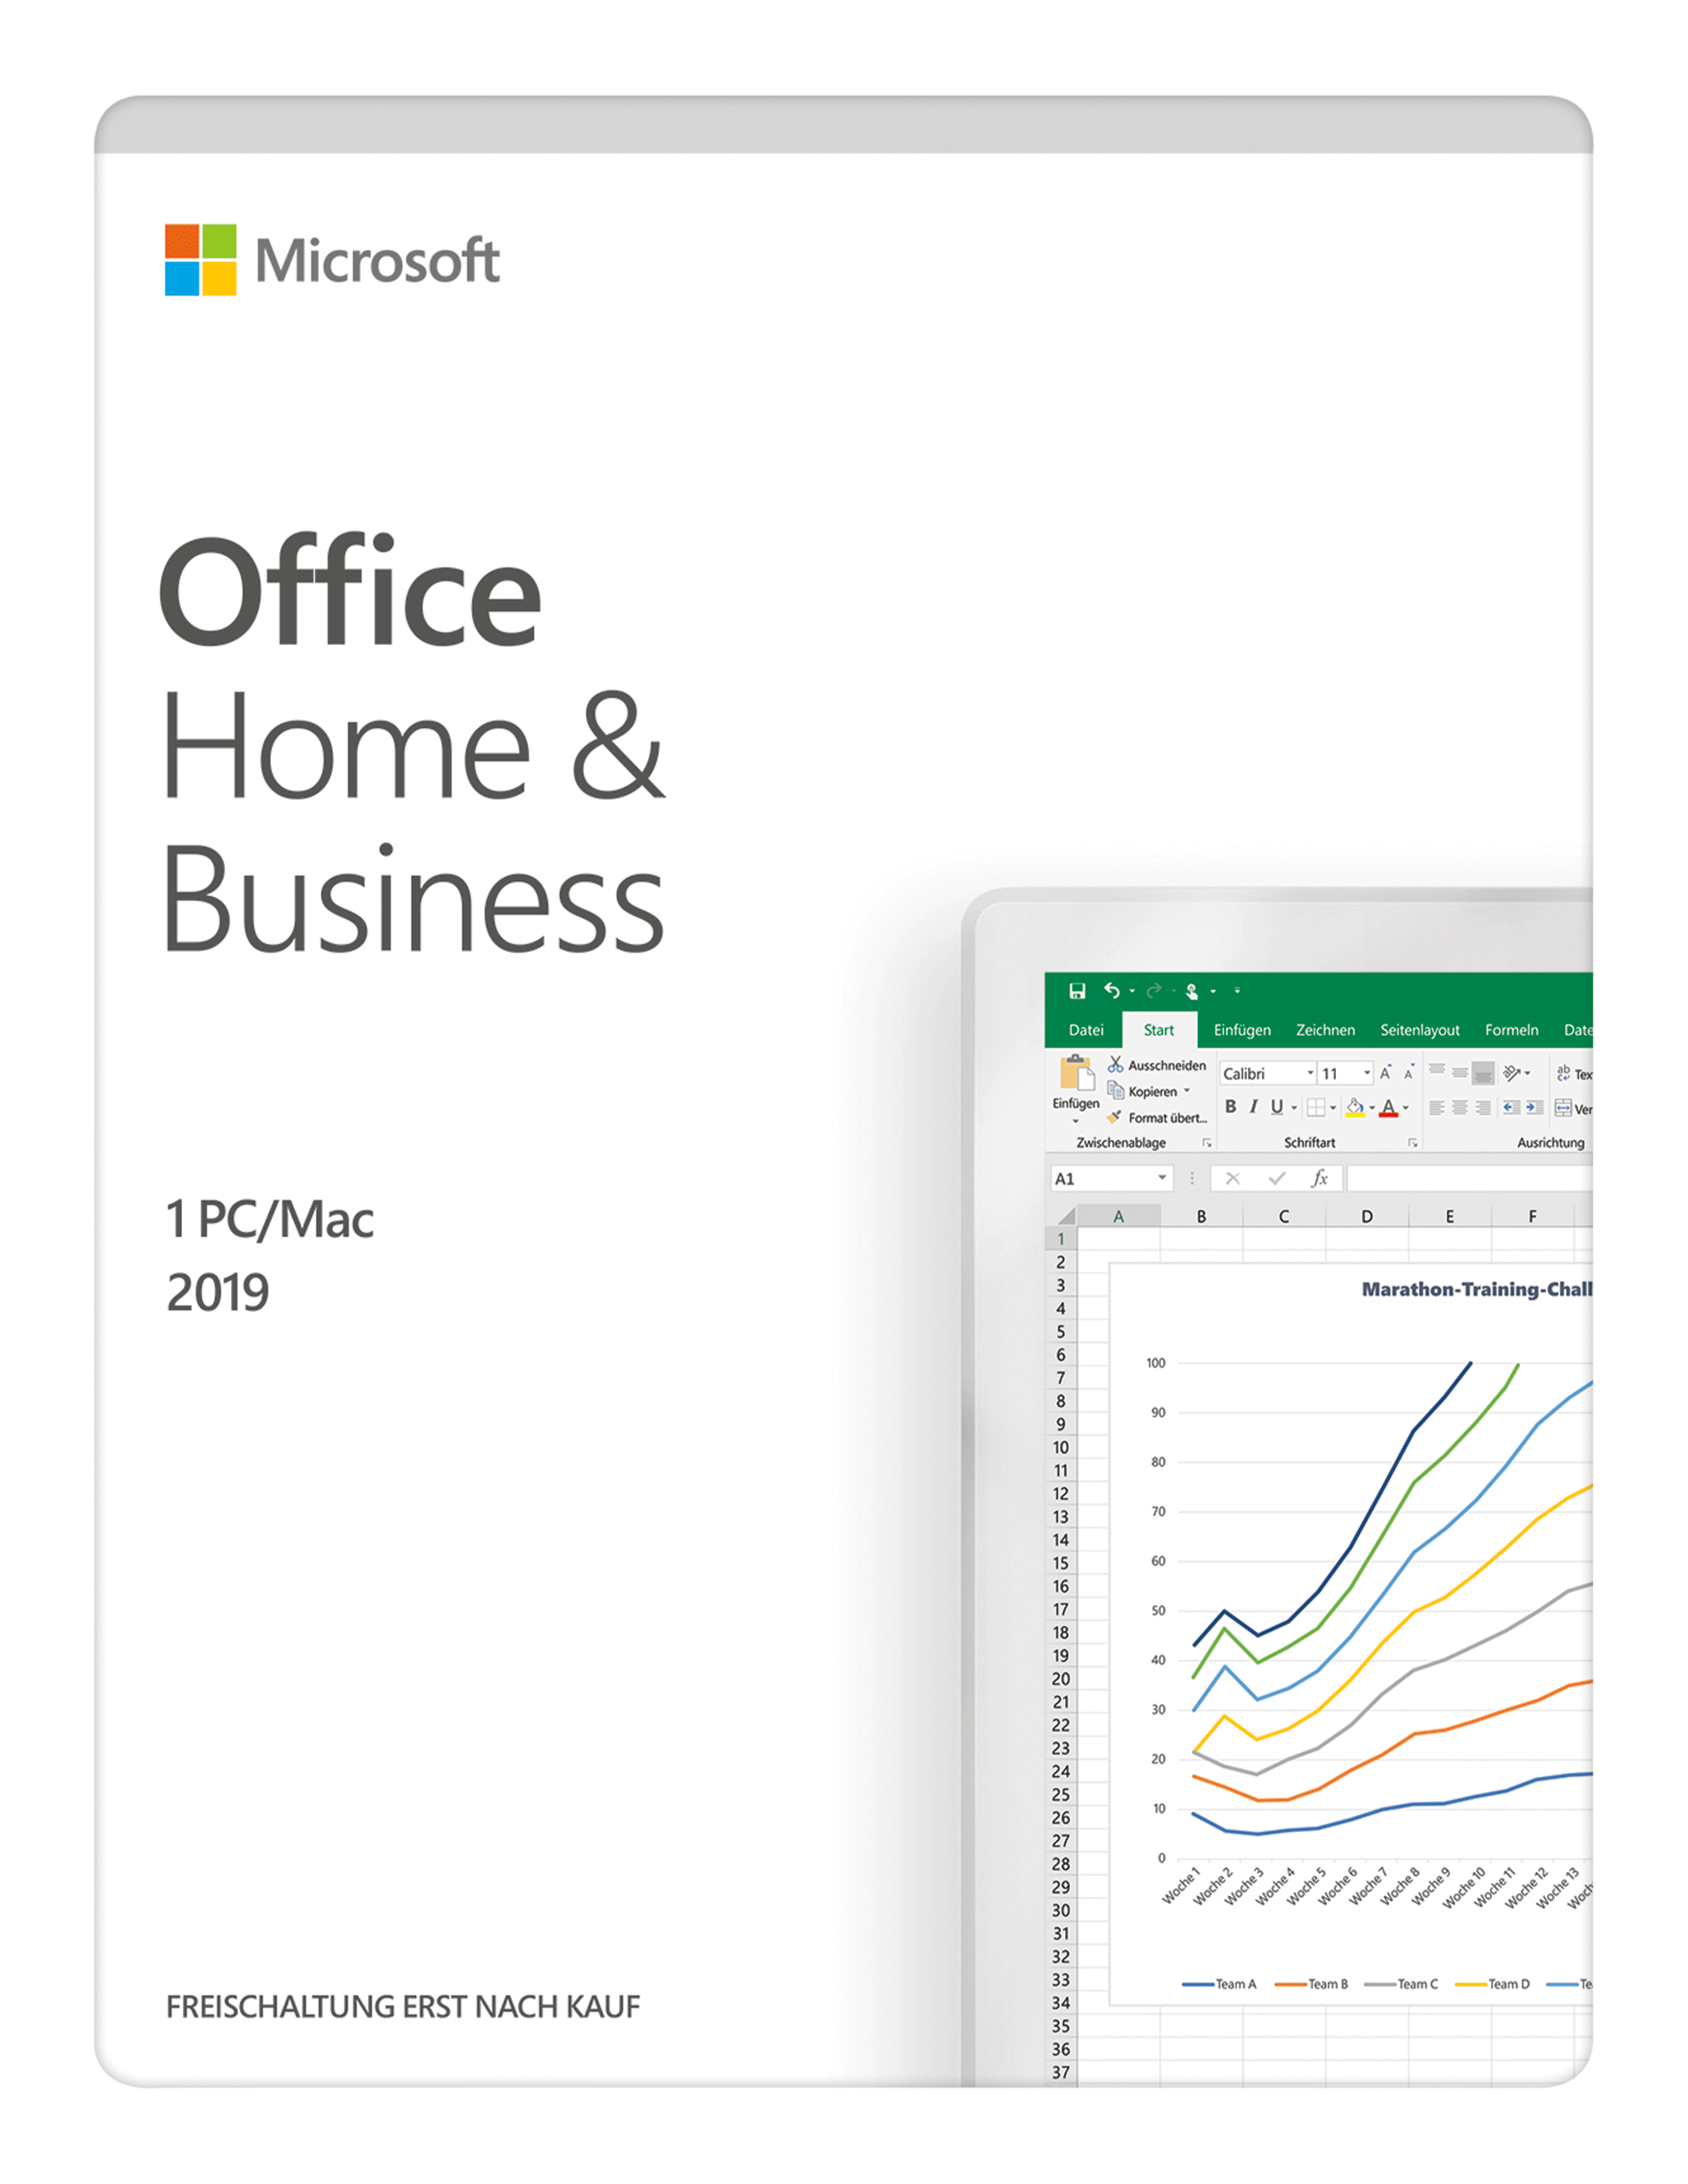 Microsoft
Office
Home &
Business
1 PC/Mac
2019
FREISCHALTUNG ERST NACH KAUF
Datei Start Einfügen Zeichnen Seitenlayout Formeln
Einfügen
Ausschneiden
Kopieren
Format übert...
Zwischenablage
Calibri 11
B I U
Schriftart
Ausrichtung
A1 fx
A B C D E F
1
2
3
4
5
6
7
8
9
10
11
12
13
14
15
16
17
18
19
20
21
22
23
24
25
26
27
28
29
30
31
32
33
34
35
36
37
Marathon-Training-Chall
100
90
80
70
60
50
40
30
20
10
0
Woche 1 Woche 2 Woche 3 Woche 4 Woche 5 Woche 6 Woche 7 Woche 8 Woche 9 Woche 10 Woche 11 Woche 12 Woche 13
Team A Team B Team C Team D